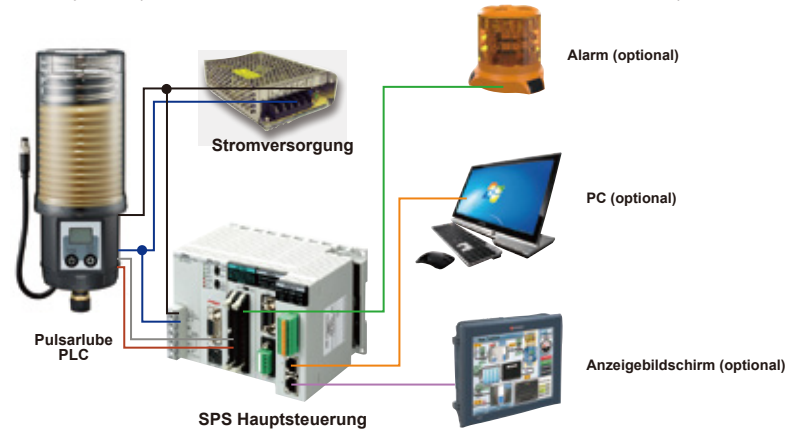 Alarm (optional)
Stromversorgung
PC (optional)
Pulsarlube
PLC
Anzeigebildschirm (optional)
SPS Hauptsteuerung